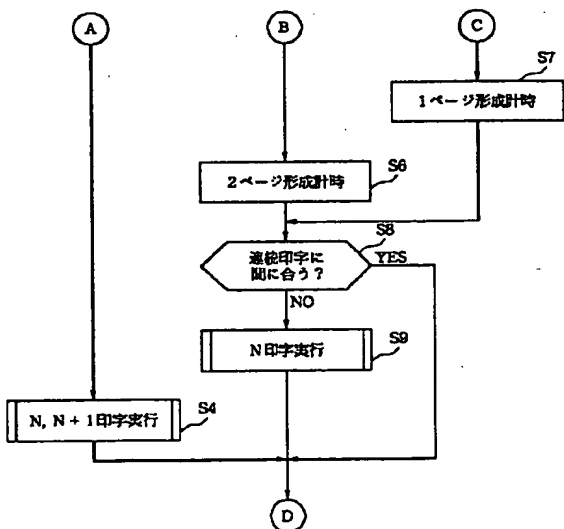 A
B
C
S7
1ページ形成計時
2ページ形成計時
S6
連続印字に
間に合う?
S8
YES
NO
N印字実行
S9
N, N+1印字実行
S4
D